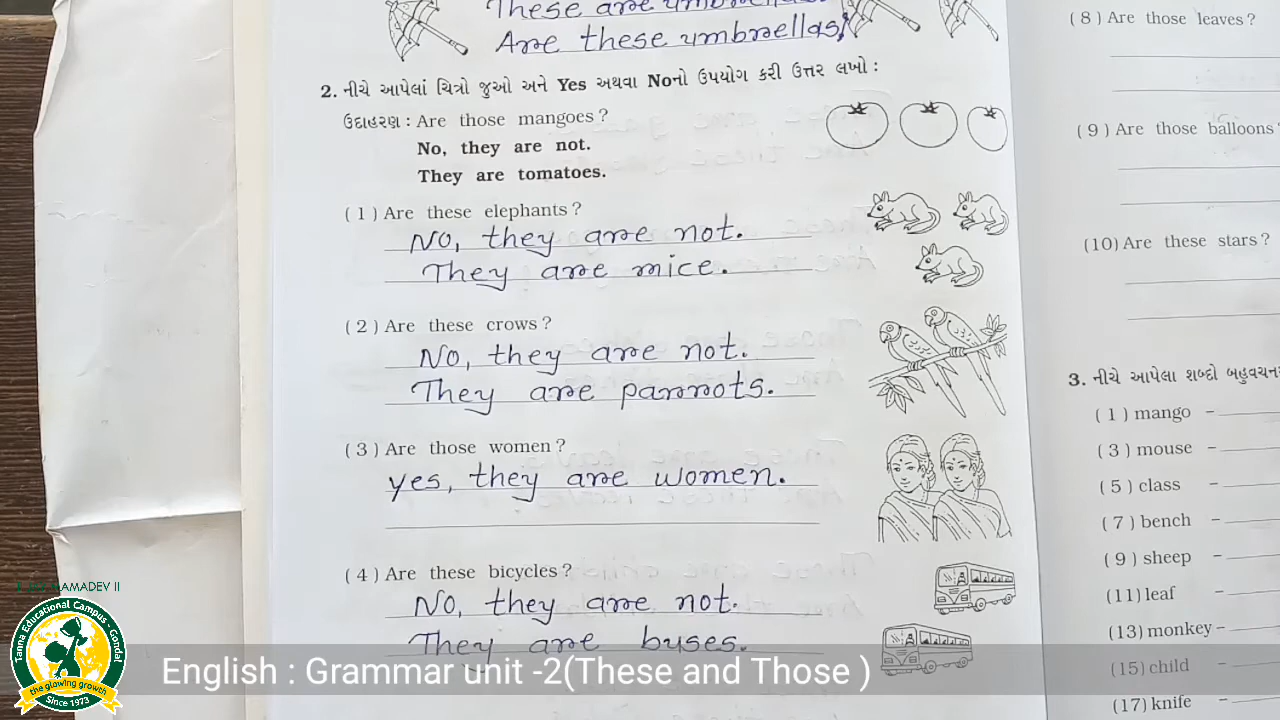 These are umbrellas
Are these umbrellas
2. નીચે આપેલાં ચિત્રો જુઓ અને Yes અથવા Noનો ઉપયોગ કરી ઉત્તર લખો :
ઉદાહરણ : Are those mangoes ?
No, they are not.
They are tomatoes.
( 1 ) Are these elephants ?
No, they are not.
They are mice.
( 2 ) Are these crows ?
No, they are not.
They are parrots.
( 3 ) Are those women ?
yes, they are women.
( 4 ) Are these bicycles ?
No, they are not.
They are buses.
( 8 ) Are those leaves ?
( 9 ) Are those balloons ?
(10) Are these stars ?
3. નીચે આપેલા શબ્દો
( 1 ) mango –
( 3 ) mouse –
( 5 ) class –
( 7 ) bench –
( 9 ) sheep –
(11) leaf –
(13) monkey –
(15) child –
(17) knife –
Tanna Educational Campus - Gondal
the glowing growth
Since 1973
English : Grammar unit -2(These and Those )